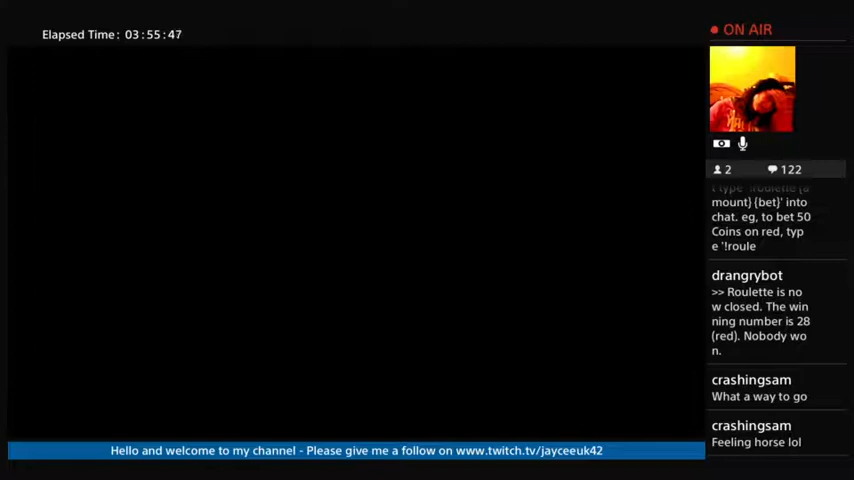 Elapsed Time: 03:55:47
ON AIR
2 122
t type '!roulette {a
mount} {bet}' into
chat. eg, to bet 50
Coins on red, typ
e '!roule
drangrybot
>> Roulette is no
w closed. The win
ning number is 28
(red). Nobody wo
n.
crashingsam
What a way to go
crashingsam
Feeling horse lol
Hello and welcome to my channel - Please give me a follow on www.twitch.tv/jayceeuk42